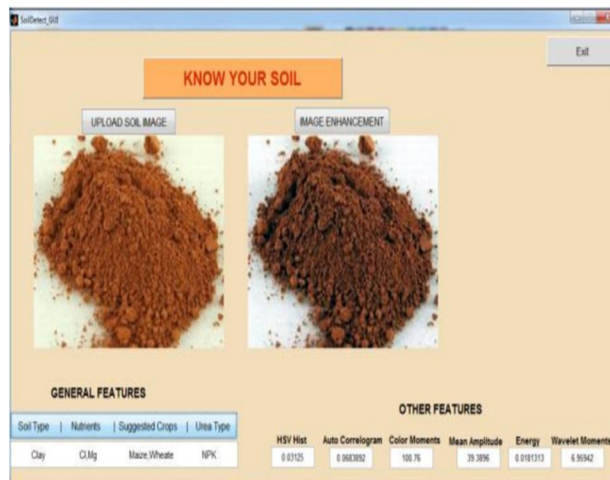 SoilDetect_GUI
Exit
KNOW YOUR SOIL
UPLOAD SOIL IMAGE
IMAGE ENHANCEMENT
GENERAL FEATURES
Soil Type | Nutrients | Suggested Crops | Urea Type
Clay Cl,Mg Maize,Wheate NPK
OTHER FEATURES
HSV Hist Auto Correlogram Color Moments Mean Amplitude Energy Wavelet Moments
0.03125 0.0683892 100.76 39.3896 0.0181313 6.96942